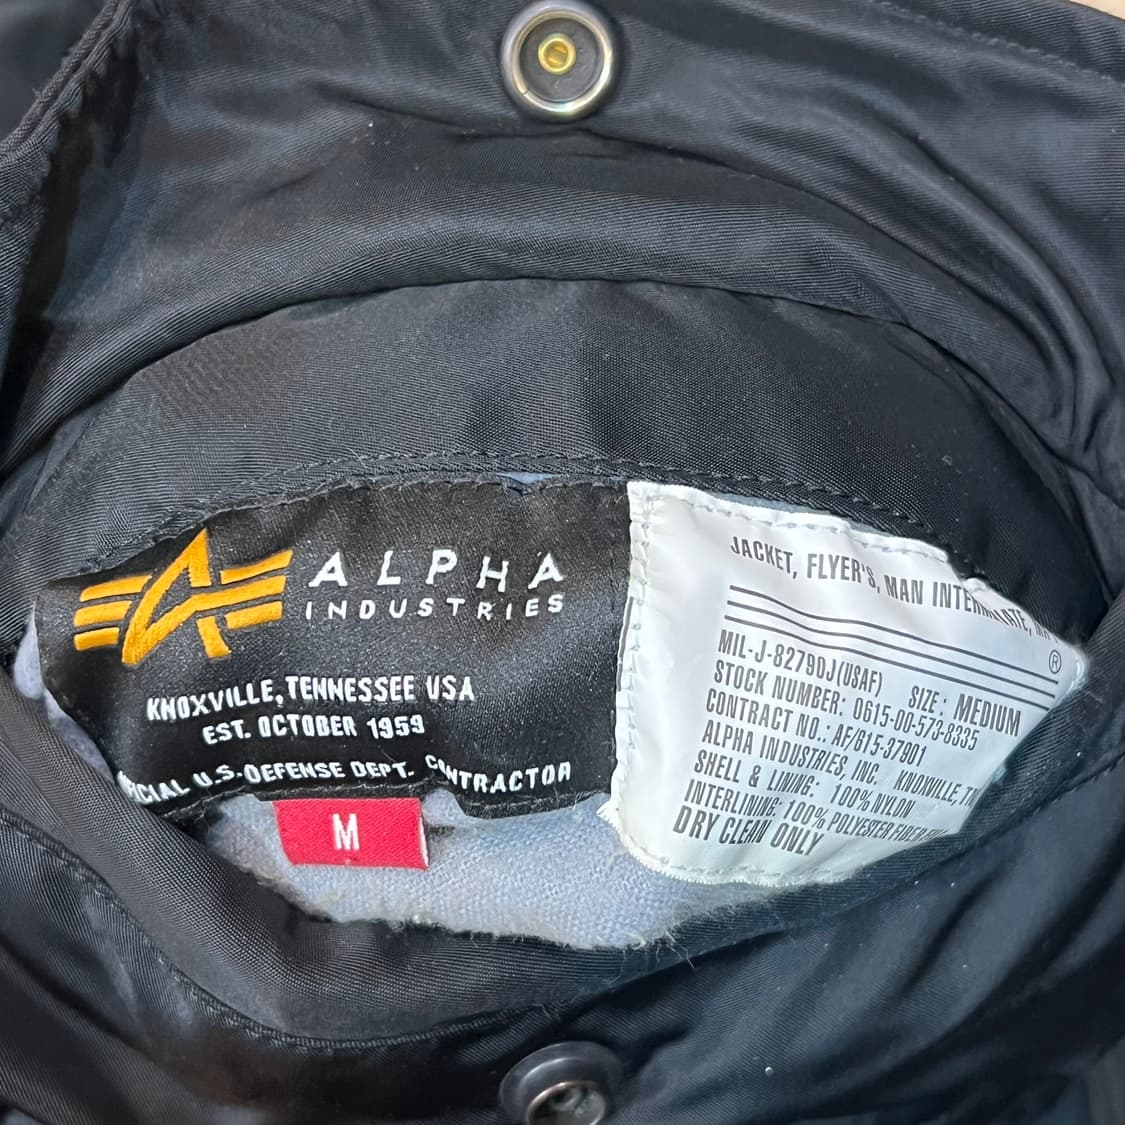 ALPHA
INDUSTRIES
KNOXVILLE, TENNESSEE USA
EST. OCTOBER 1959
U.S. DEFENSE DEPT. CONTRACTOR
M
JACKET, FLYER'S, MAN
®
MIL-J-82790J(USAF) SIZE: MEDIUM
STOCK NUMBER: 0615-00-573-8335
CONTRACT NO.: AF/615-37901
ALPHA INDUSTRIES, INC. KNOXVILLE, TN
SHELL & LINING: 100% NYLON
INTERLINING: 100% POLYESTER
DRY CLEAN ONLY